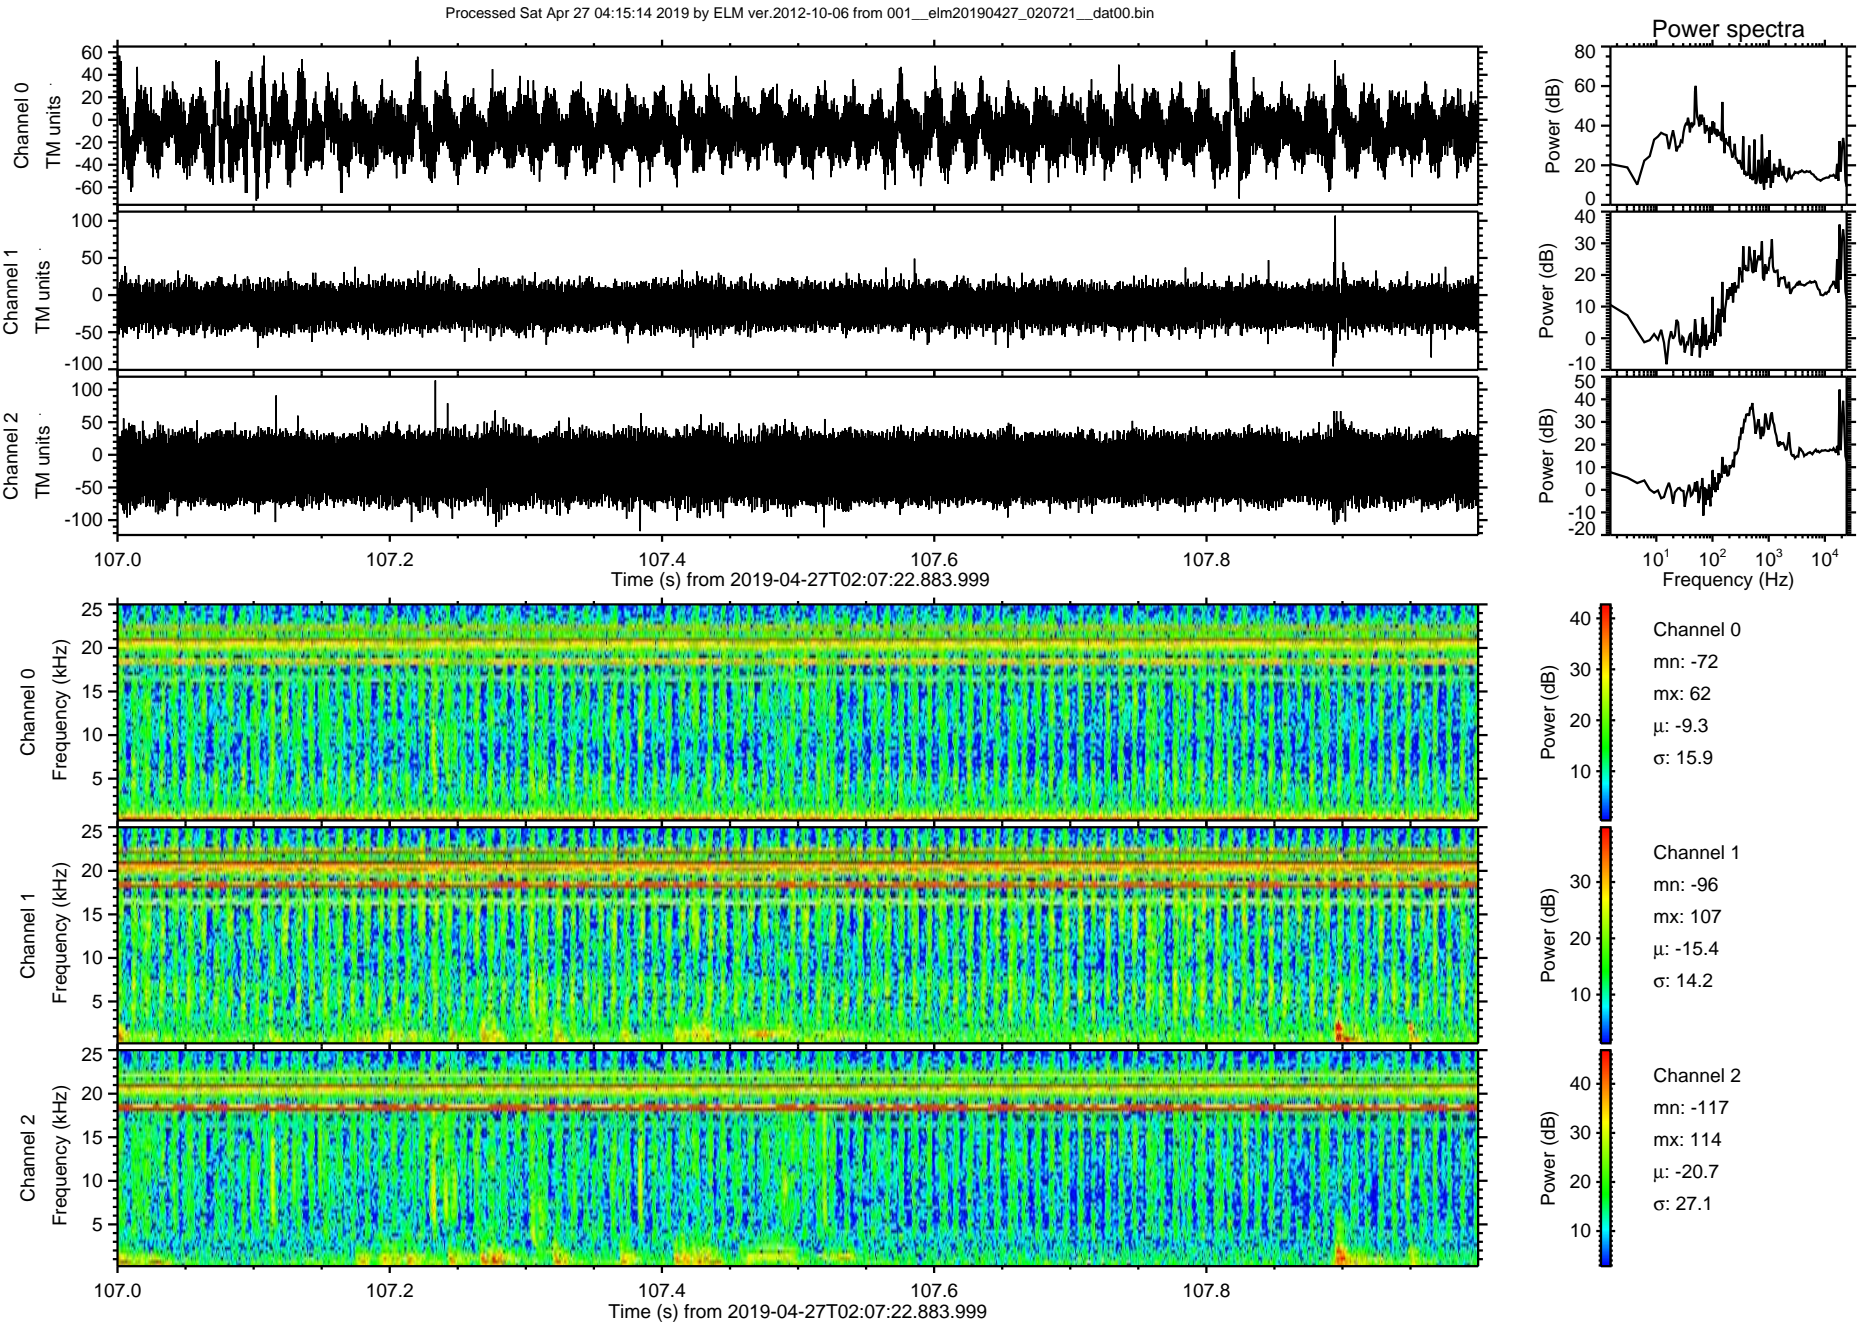 Processed Sat Apr 27 04:15:14 2019 by ELM ver.2012-10-06 from 001__elm20190427_020721__dat00.bin
Power spectra
Channel 0
TM units
60
40
20
0
-20
-40
-60
Power (dB)
80
60
40
20
0
Channel 1
TM units
100
50
0
-50
-100
Power (dB)
40
30
20
10
0
-10
Channel 2
TM units
100
50
0
-50
-100
Power (dB)
50
40
30
20
10
0
-10
-20
107.0 107.2 107.4 107.6 107.8
Time (s) from 2019-04-27T02:07:22.883.999
10¹ 10² 10³ 10⁴
Frequency (Hz)
Channel 0
Frequency (kHz)
25
20
15
10
5
Power (dB)
40
30
20
10
Channel 0
mn: -72
mx: 62
μ: -9.3
σ: 15.9
Channel 1
Frequency (kHz)
25
20
15
10
5
Power (dB)
30
20
10
Channel 1
mn: -96
mx: 107
μ: -15.4
σ: 14.2
Channel 2
Frequency (kHz)
25
20
15
10
5
Power (dB)
40
30
20
10
Channel 2
mn: -117
mx: 114
μ: -20.7
σ: 27.1
107.0 107.2 107.4 107.6 107.8
Time (s) from 2019-04-27T02:07:22.883.999